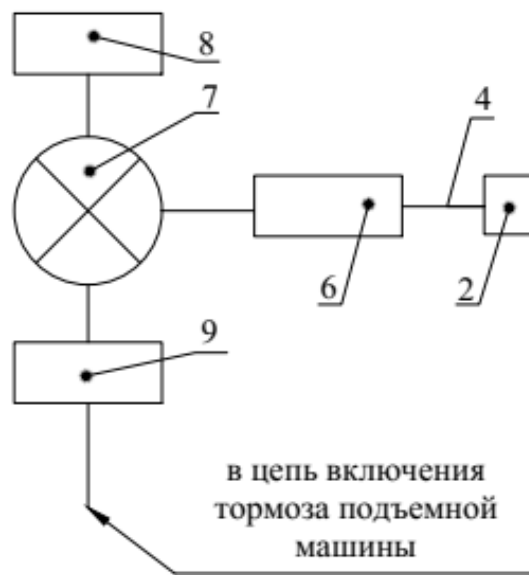 8
7
4
6
2
9
в цепь включения
тормоза подъемной
машины